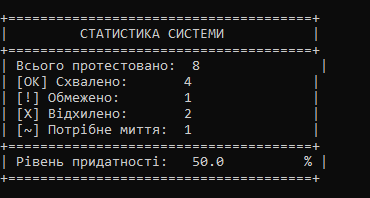 +======================================+
|         СТАТИСТИКА СИСТЕМИ           |
+======================================+
| Всього протестовано:  8               |
| [OK] Схвалено:       4               |
| [!] Обмежено:        1               |
| [X] Відхилено:       2               |
| [~] Потрібне миття:  1               |
+======================================+
| Рівень придатності:   50.0          % |
+======================================+